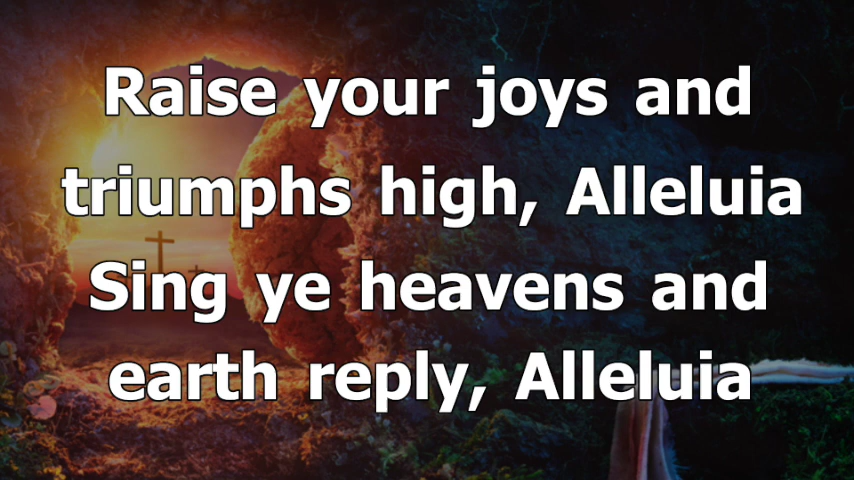 Raise your joys and
triumphs high, Alleluia
Sing ye heavens and
earth reply, Alleluia